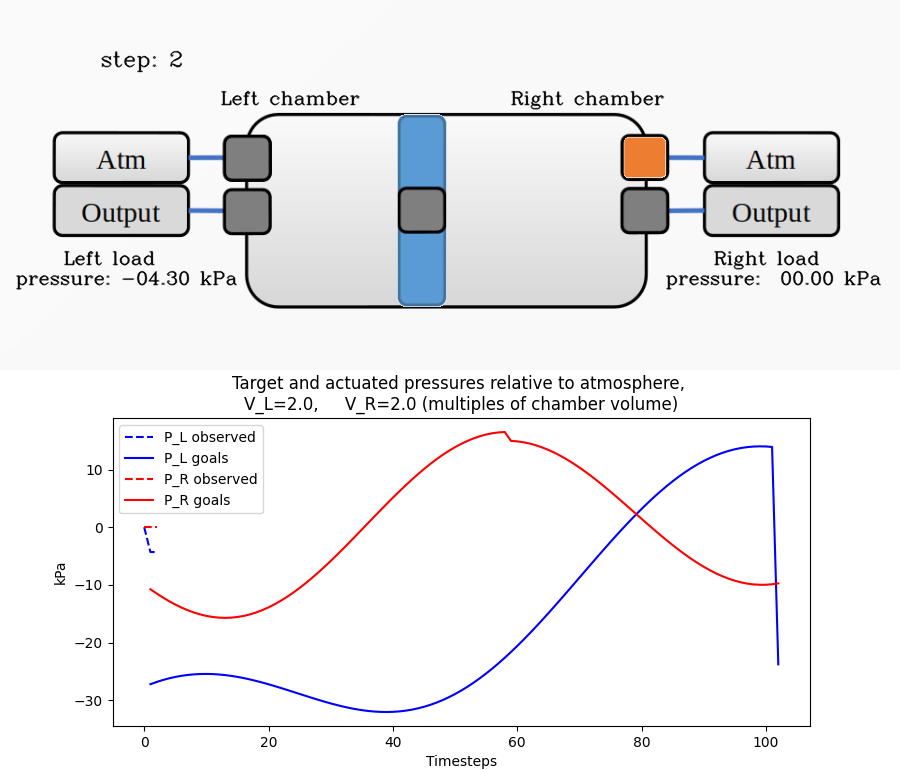 step: 2
Left chamber
Right chamber
Atm
Atm
Output
Output
Left load
pressure: -04.30 kPa
Right load
pressure: 00.00 kPa
Target and actuated pressures relative to atmosphere,
V_L=2.0, V_R=2.0 (multiples of chamber volume)
P_L observed
P_L goals
P_R observed
P_R goals
10
0
−10
−20
−30
kPa
0 20 40 60 80 100
Timesteps